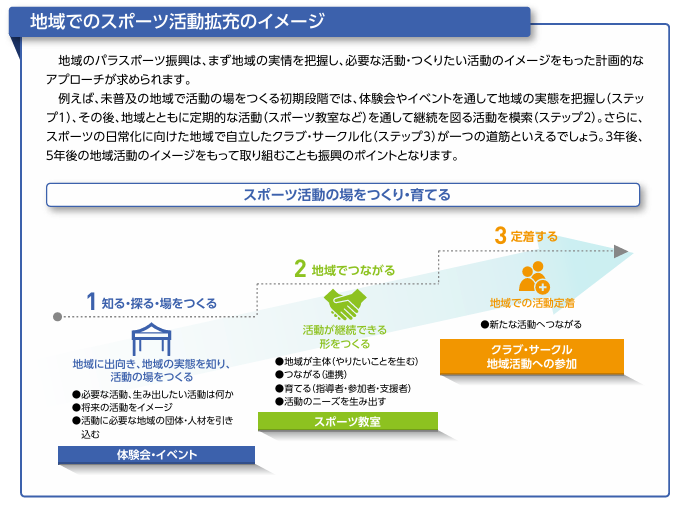 地域でのスポーツ活動拡充のイメージ
地域のパラスポーツ振興は、まず地域の実情を把握し、必要な活動・つくりたい活動のイメージをもった計画的な
アプローチが求められます。
例えば、未普及の地域で活動の場をつくる初期段階では、体験会やイベントを通して地域の実態を把握し（ステッ
プ1）、その後、地域とともに定期的な活動（スポーツ教室など）を通して継続を図る活動を模索（ステップ2）。さらに、
スポーツの日常化に向けた地域で自立したクラブ・サークル化（ステップ3）が一つの道筋といえるでしょう。3年後、
5年後の地域活動のイメージをもって取り組むことも振興のポイントとなります。
スポーツ活動の場をつくり・育てる
1 知る・探る・場をつくる
地域に出向き、地域の実態を知り、
活動の場をつくる
●必要な活動、生み出したい活動は何か
●将来の活動をイメージ
●活動に必要な地域の団体・人材を引き
込む
体験会・イベント
2 地域でつながる
活動が継続できる
形をつくる
●地域が主体（やりたいことを生む）
●つながる（連携）
●育てる（指導者・参加者・支援者）
●活動のニーズを生み出す
スポーツ教室
3 定着する
地域での活動定着
●新たな活動へつながる
クラブ・サークル
地域活動への参加